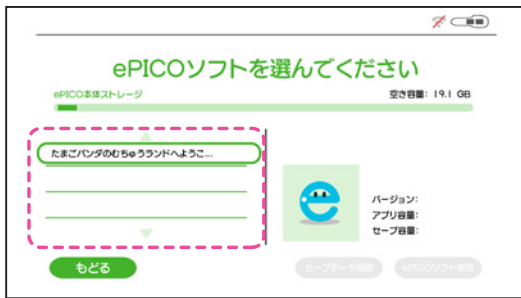 ePICOソフトを選んでください
ePICO本体ストレージ
空き容量: 19.1 GB
たまごパンダのむちゅうランドへようこ...
バージョン:
アプリ容量:
セーブ容量:
もどる
セーブデータ削除
ePICOソフト削除